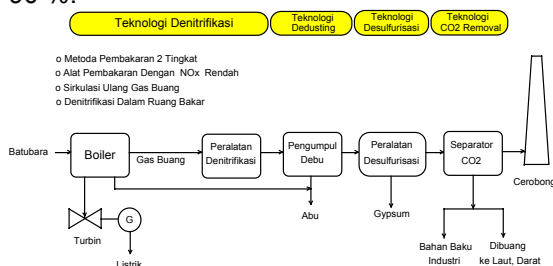 Teknologi Denitrifikasi
Teknologi
Dedusting
Teknologi
Desulfurisasi
Teknologi
CO2 Removal
o Metoda Pembakaran 2 Tingkat
o Alat Pembakaran Dengan NOx Rendah
o Sirkulasi Ulang Gas Buang
o Denitrifikasi Dalam Ruang Bakar
Batubara
Boiler
Gas Buang
Peralatan
Denitrifikasi
Pengumpul
Debu
Peralatan
Desulfurisasi
Separator
CO2
Cerobong
G
Turbin
Listrik
Abu
Gypsum
Bahan Baku
Industri
Dibuang
ke Laut, Darat